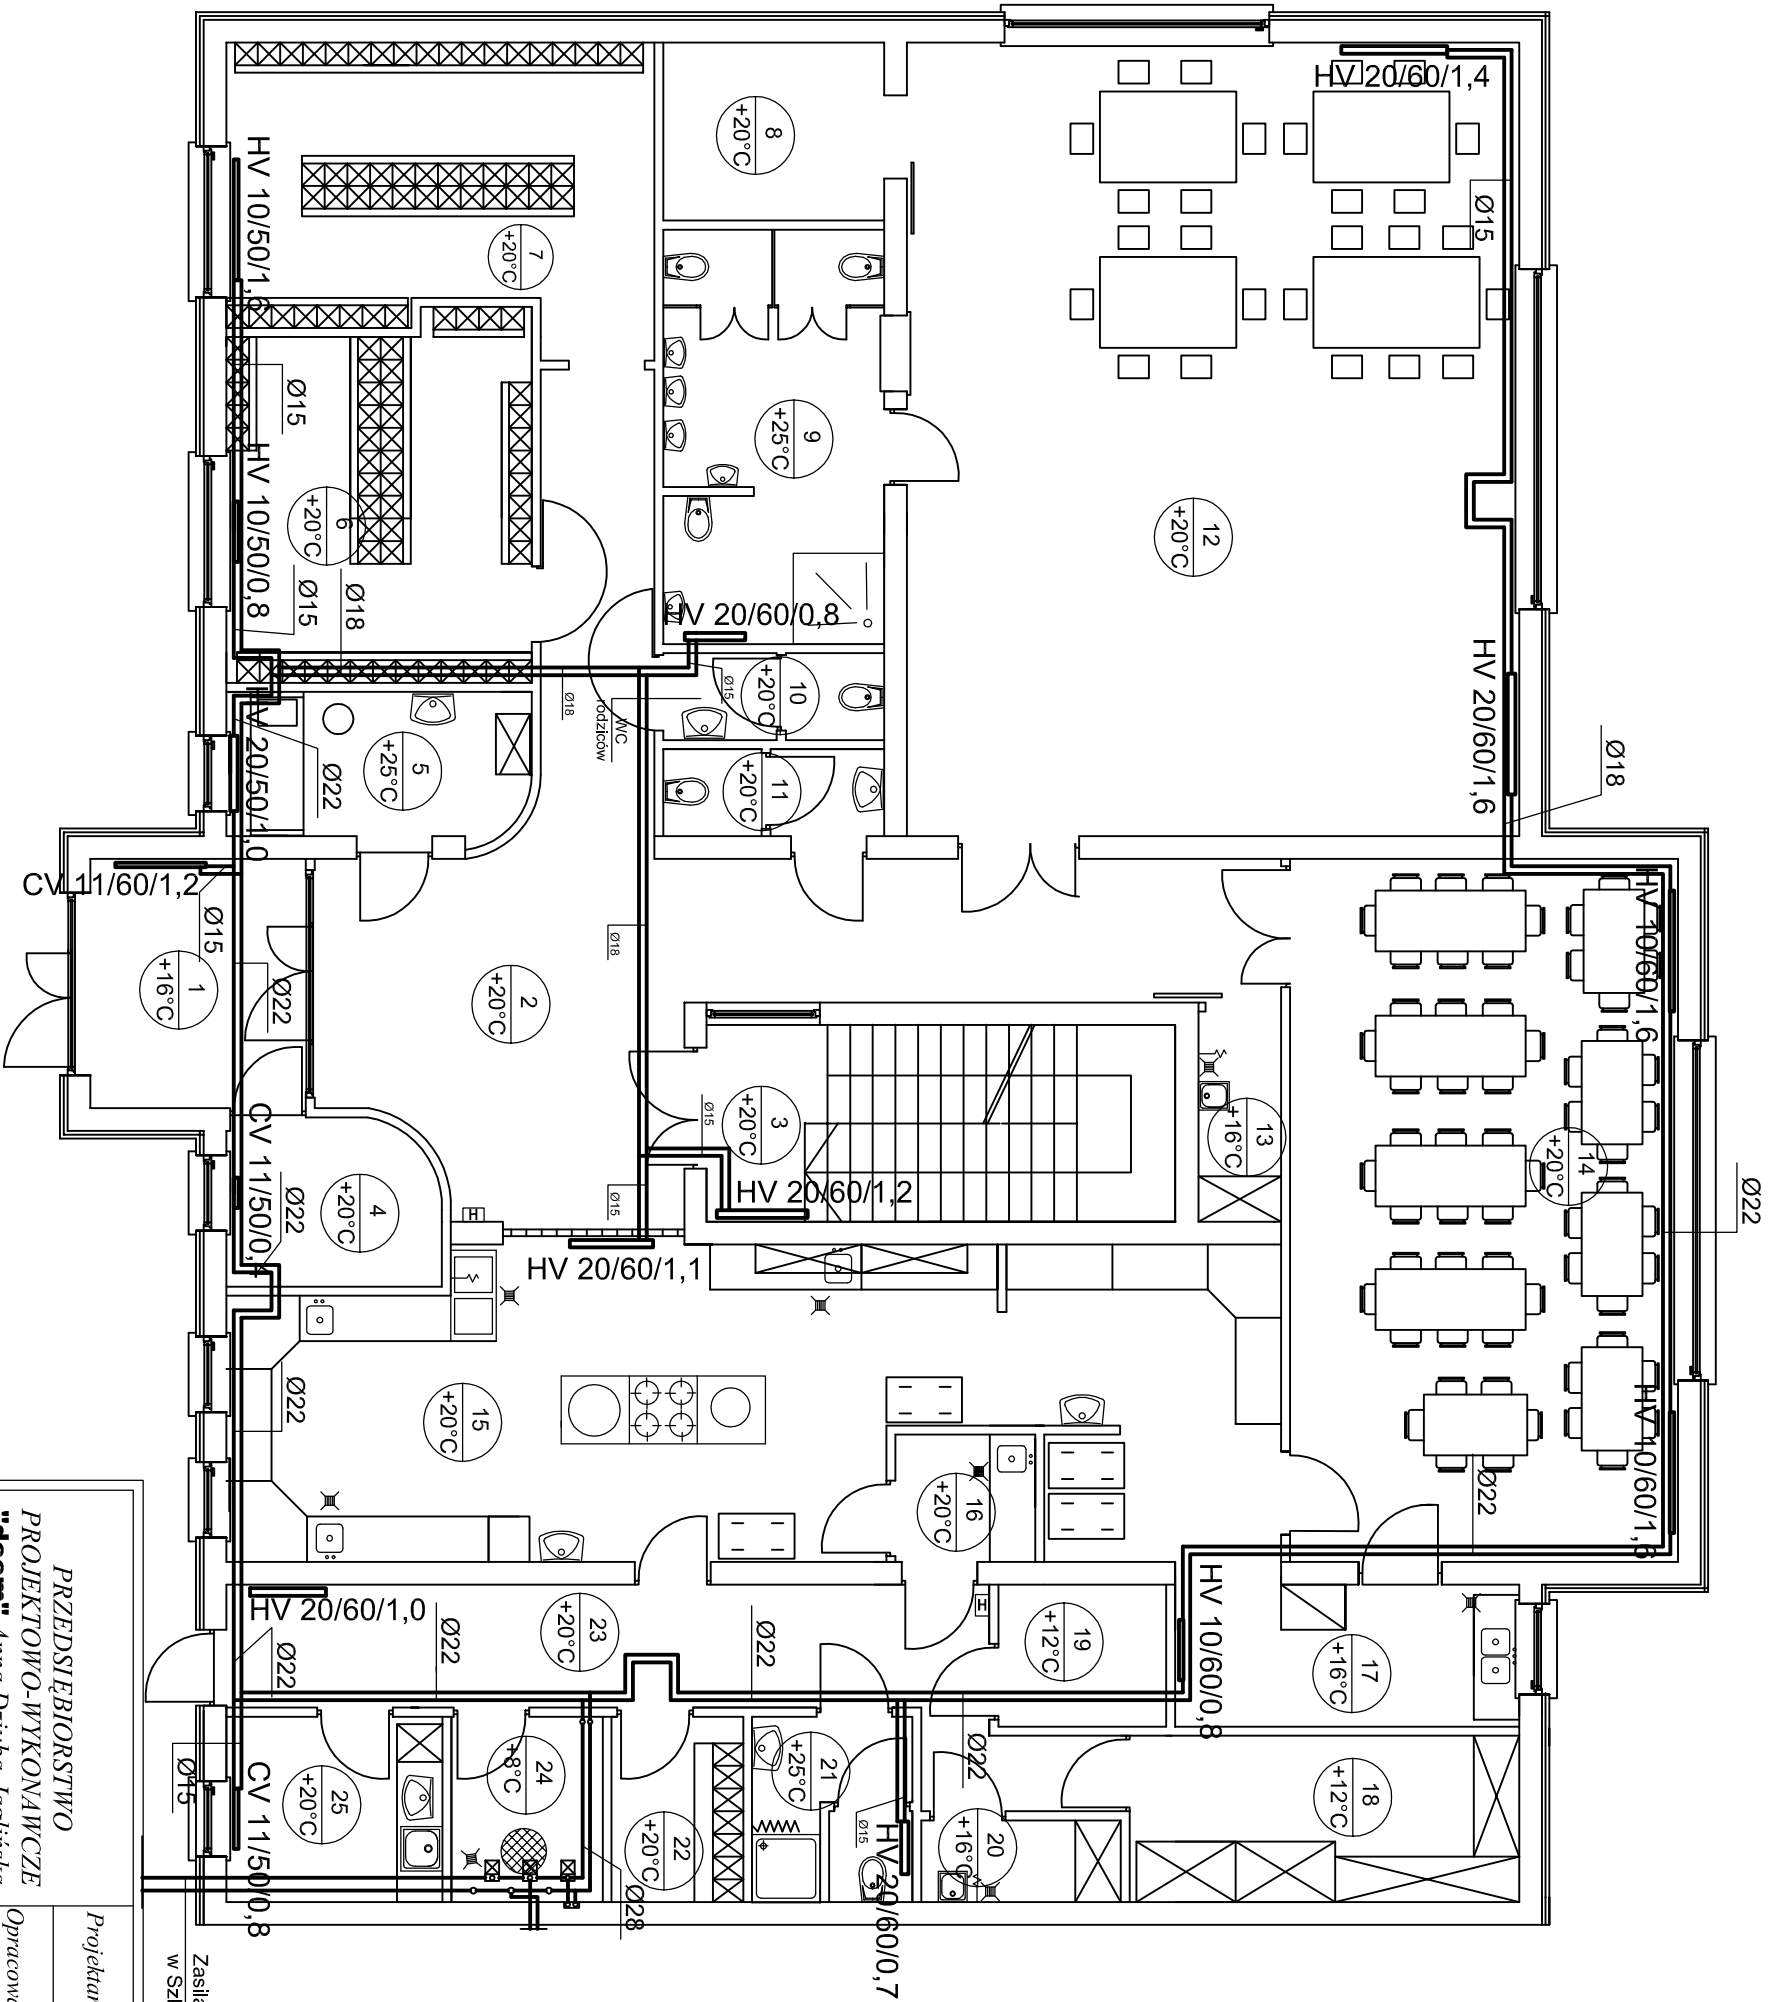 HV 20/60/1,4
8
+20°C
HV 10/50/1,6
Ø15
7
+20°C
Ø15
9
+25°C
HV 10/50/0,8
6
+20°C
12
+20°C
Ø15
Ø18
HV 20/60/0,8
HV 20/60/1,6
10
+20°C
Ø15
Ø18
WC
rodziców
HV 20/50/1,0
Ø22
5
+25°C
11
+20°C
Ø18
CV 11/60/1,2
Ø15
HV 10/60/1,6
Ø18
1
+16°C
Ø22
2
+20°C
3
+20°C
Ø15
13
+16°C
14
+20°C
CV 11/50/0,4
Ø22
4
+20°C
H
Ø15
HV 20/60/1,2
HV 20/60/1,1
Ø22
Ø22
15
+20°C
HV 10/60/1,6
Ø22
16
+20°C
HV 20/60/1,0
Ø22
Ø22
23
+20°C
Ø22
H
19
+12°C
HV 10/60/0,8
17
+16°C
Ø22
Ø15
CV 11/50/0,8
25
+20°C
24
+8°C
22
+20°C
21
+25°C
Ø15
HV 20/60/0,7
20
+16°C
18
+12°C
Ø28
PRZEDSIĘBIORSTWO
PROJEKTOWO-WYKONAWCZE
Projektan
Opracowa
Zasila
w Szk